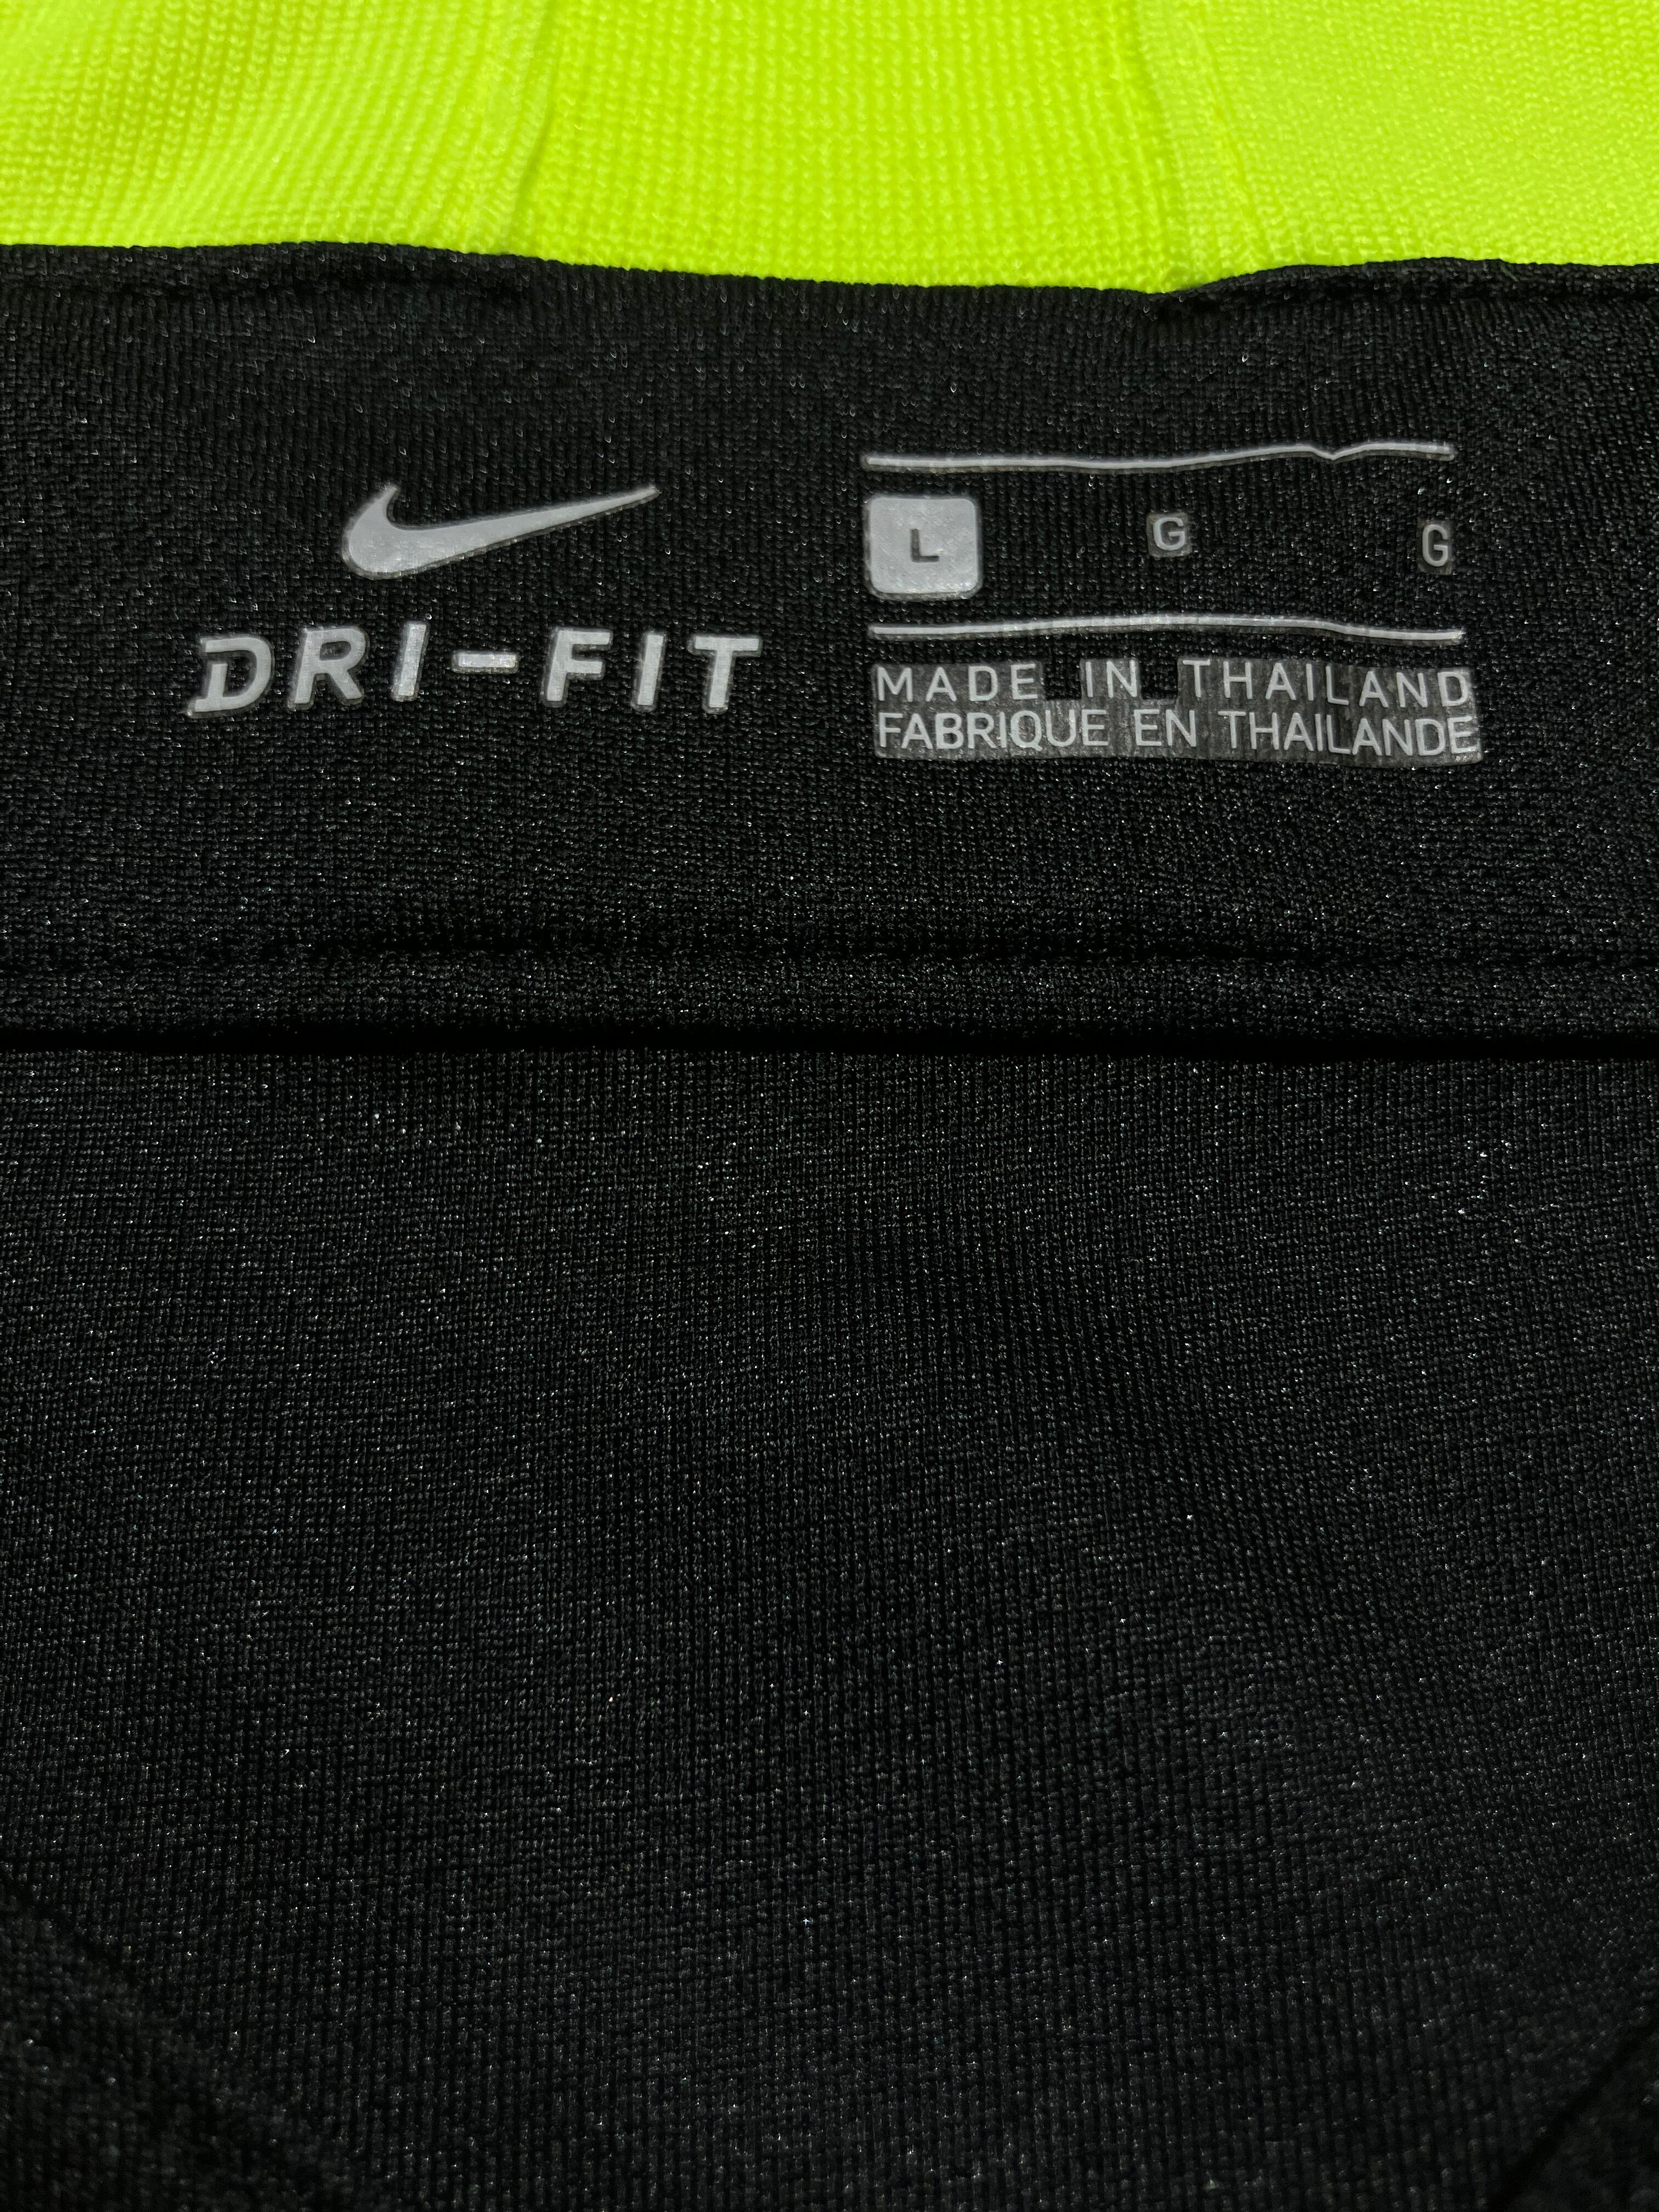 DRI-FIT
L G G
MADE IN THAILAND
FABRIQUE EN THAILANDE